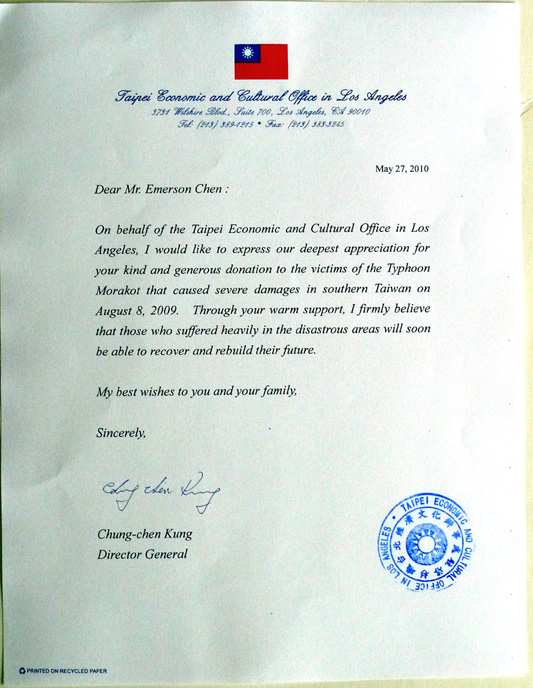 Taipei Economic and Cultural Office in Los Angeles
3731 Wilshire Blvd., Suite 700, Los Angeles, CA 90010
Tel: (213) 389-1215 • Fax: (213) 383-3245
May 27, 2010
Dear Mr. Emerson Chen :
On behalf of the Taipei Economic and Cultural Office in Los
Angeles, I would like to express our deepest appreciation for
your kind and generous donation to the victims of the Typhoon
Morakot that caused severe damages in southern Taiwan on
August 8, 2009. Through your warm support, I firmly believe
that those who suffered heavily in the disastrous areas will soon
be able to recover and rebuild their future.
My best wishes to you and your family,
Sincerely,
Chung-chen Kung
Chung-chen Kung
Director General
TAIPEI ECONOMIC AND CULTURAL OFFICE IN LOS ANGELES
PRINTED ON RECYCLED PAPER